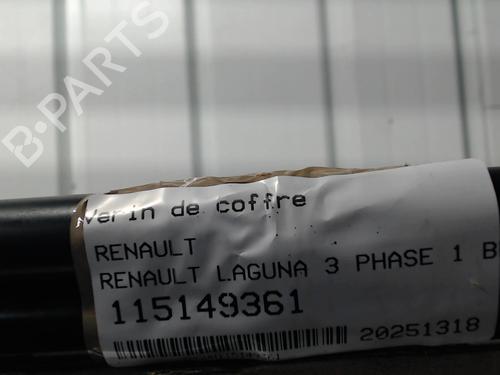 B-PARTS
Verin de coffre
RENAULT
RENAULT LAGUNA 3 PHASE 1 B
115149361
20251318